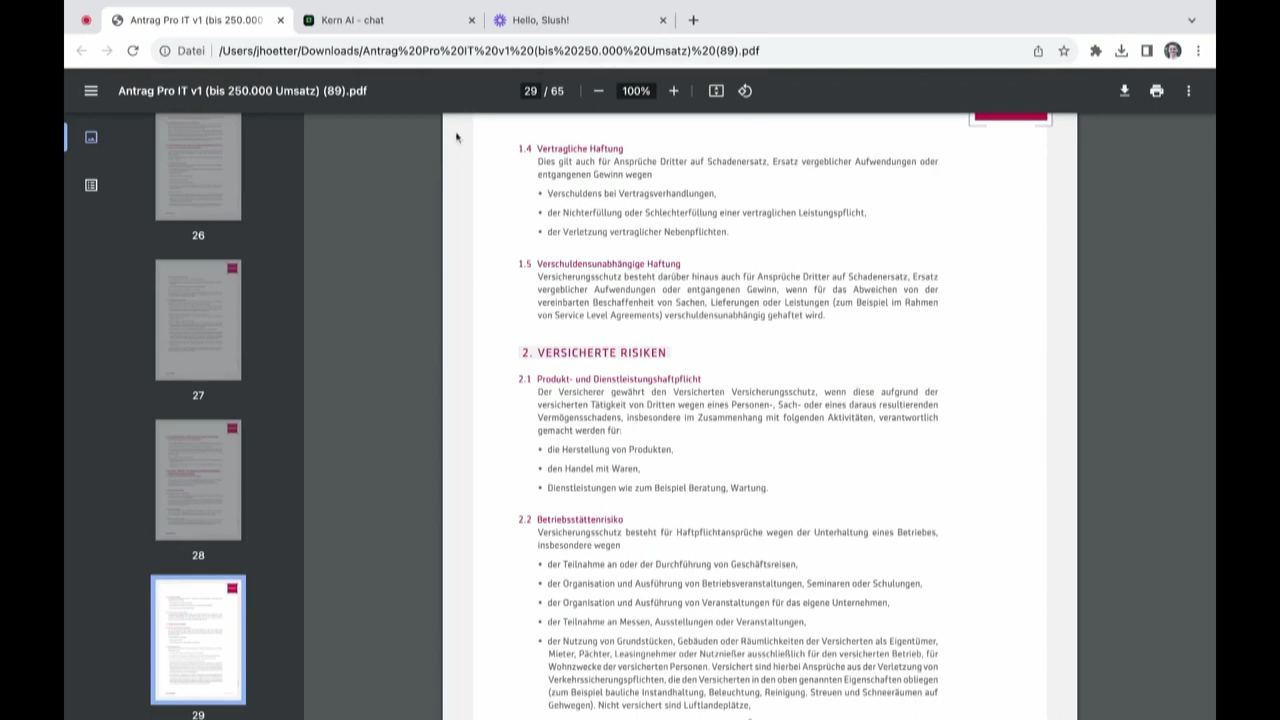 Antrag Pro IT v1 (bis 250.000
Kern AI - chat
Hello, Slush!
Datei
/Users/jhoetter/Downloads/Antrag%20Pro%20IT%20v1(bis%20250.000%20Umsatz)%20(89).pdf
Antrag Pro IT v1 (bis 250.000 Umsatz) (89).pdf
29 / 65
100%
26
27
28
29
1.4 Vertragliche Haftung
Dies gilt auch für Ansprüche Dritter auf Schadenersatz, Ersatz vergeblicher Aufwendungen oder
entgangenen Gewinn wegen
• Verschuldens bei Vertragsverhandlungen,
• der Nichterfüllung oder Schlechterfüllung einer vertraglichen Leistungspflicht,
• der Verletzung vertraglicher Nebenpflichten.
1.5 Verschuldensunabhängige Haftung
Versicherungsschutz besteht darüber hinaus auch für Ansprüche Dritter auf Schadenersatz, Ersatz
vergeblicher Aufwendungen oder entgangenen Gewinn, wenn für das Abweichen von der
vereinbarten Beschaffenheit von Sachen, Lieferungen oder Leistungen (zum Beispiel im Rahmen
von Service Level Agreements) verschuldensunabhängig gehaftet wird.
2. VERSICHERTE RISIKEN
2.1 Produkt- und Dienstleistungshaftpflicht
Der Versicherer gewährt den Versicherten Versicherungsschutz, wenn diese aufgrund der
versicherten Tätigkeit von Dritten wegen eines Personen-, Sach- oder eines daraus resultierenden
Vermögensschadens, insbesondere im Zusammenhang mit folgenden Aktivitäten, verantwortlich
gemacht werden für:
• die Herstellung von Produkten,
• den Handel mit Waren,
• Dienstleistungen wie zum Beispiel Beratung, Wartung.
2.2 Betriebsstättenrisiko
Versicherungsschutz besteht für Haftpflichtansprüche wegen der Unterhaltung eines Betriebes,
insbesondere wegen
• der Teilnahme an oder der Durchführung von Geschäftsreisen,
• der Organisation und Ausführung von Betriebsveranstaltungen, Seminaren oder Schulungen,
• der Organisation und Ausführung von Veranstaltungen für das eigene Unternehmen,
• der Teilnahme an Messen, Ausstellungen oder Veranstaltungen,
• der Nutzung von Grundstücken, Gebäuden oder Räumlichkeiten der Versicherten als Eigentümer,
Mieter, Pächter, Leasingnehmer oder Nutznießer ausschließlich für den versicherten Betrieb, für
Wohnzwecke der versicherten Personen. Versichert sind hierbei Ansprüche aus der Verletzung von
Verkehrssicherungspflichten, die den Versicherten in den oben genannten Eigenschaften obliegen
(zum Beispiel bauliche Instandhaltung, Beleuchtung, Reinigung, Streuen und Schneeräumen auf
Gehwegen). Nicht versichert sind Luftlandeplätze,